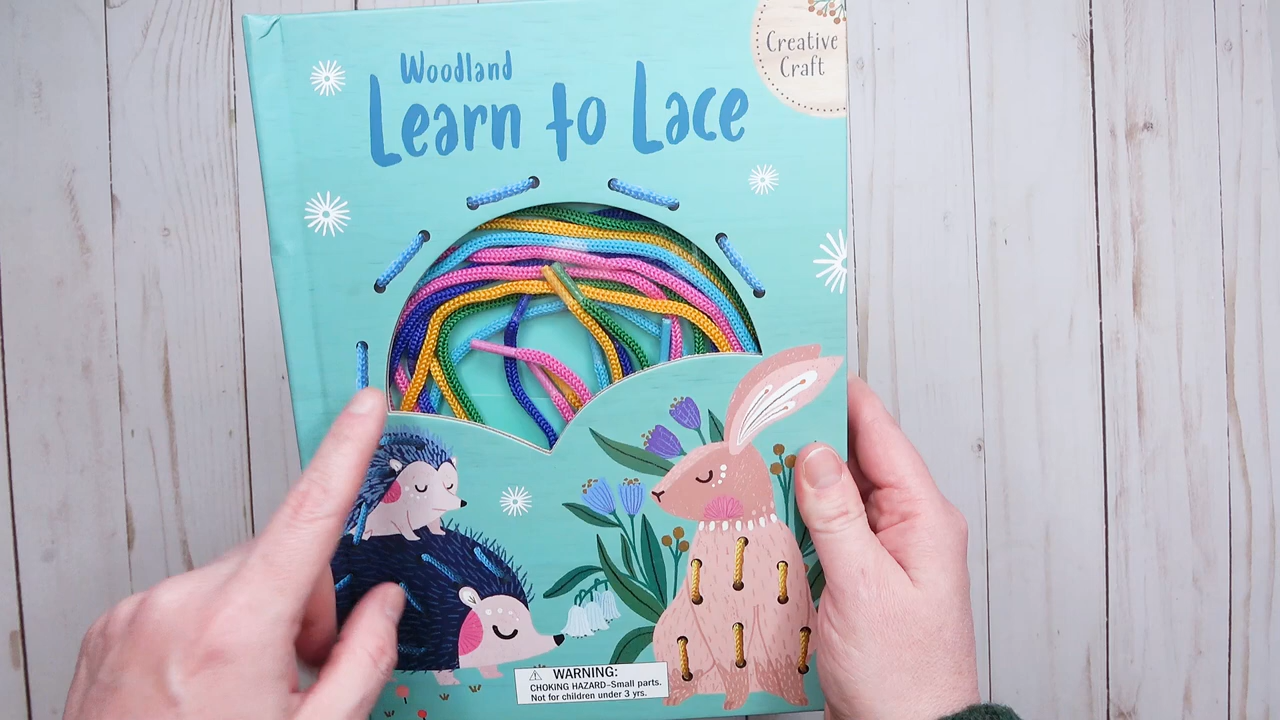 Woodland
Learn to Lace
Creative
Craft
WARNING:
CHOKING HAZARD–Small parts.
Not for children under 3 yrs.